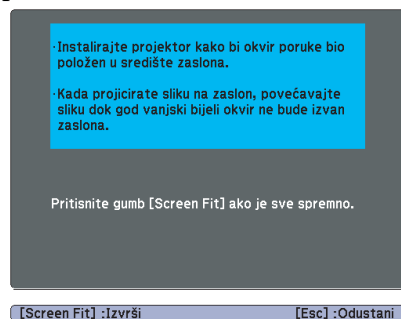 ·Instalirajte projektor kako bi okvir poruke bio
položen u središte zaslona.
·Kada projicirate sliku na zaslon, povećavajte
sliku dok god vanjski bijeli okvir ne bude izvan
zaslona.
Pritisnite gumb [Screen Fit] ako je sve spremno.
[Screen Fit] :Izvrši [Esc] :Odustani